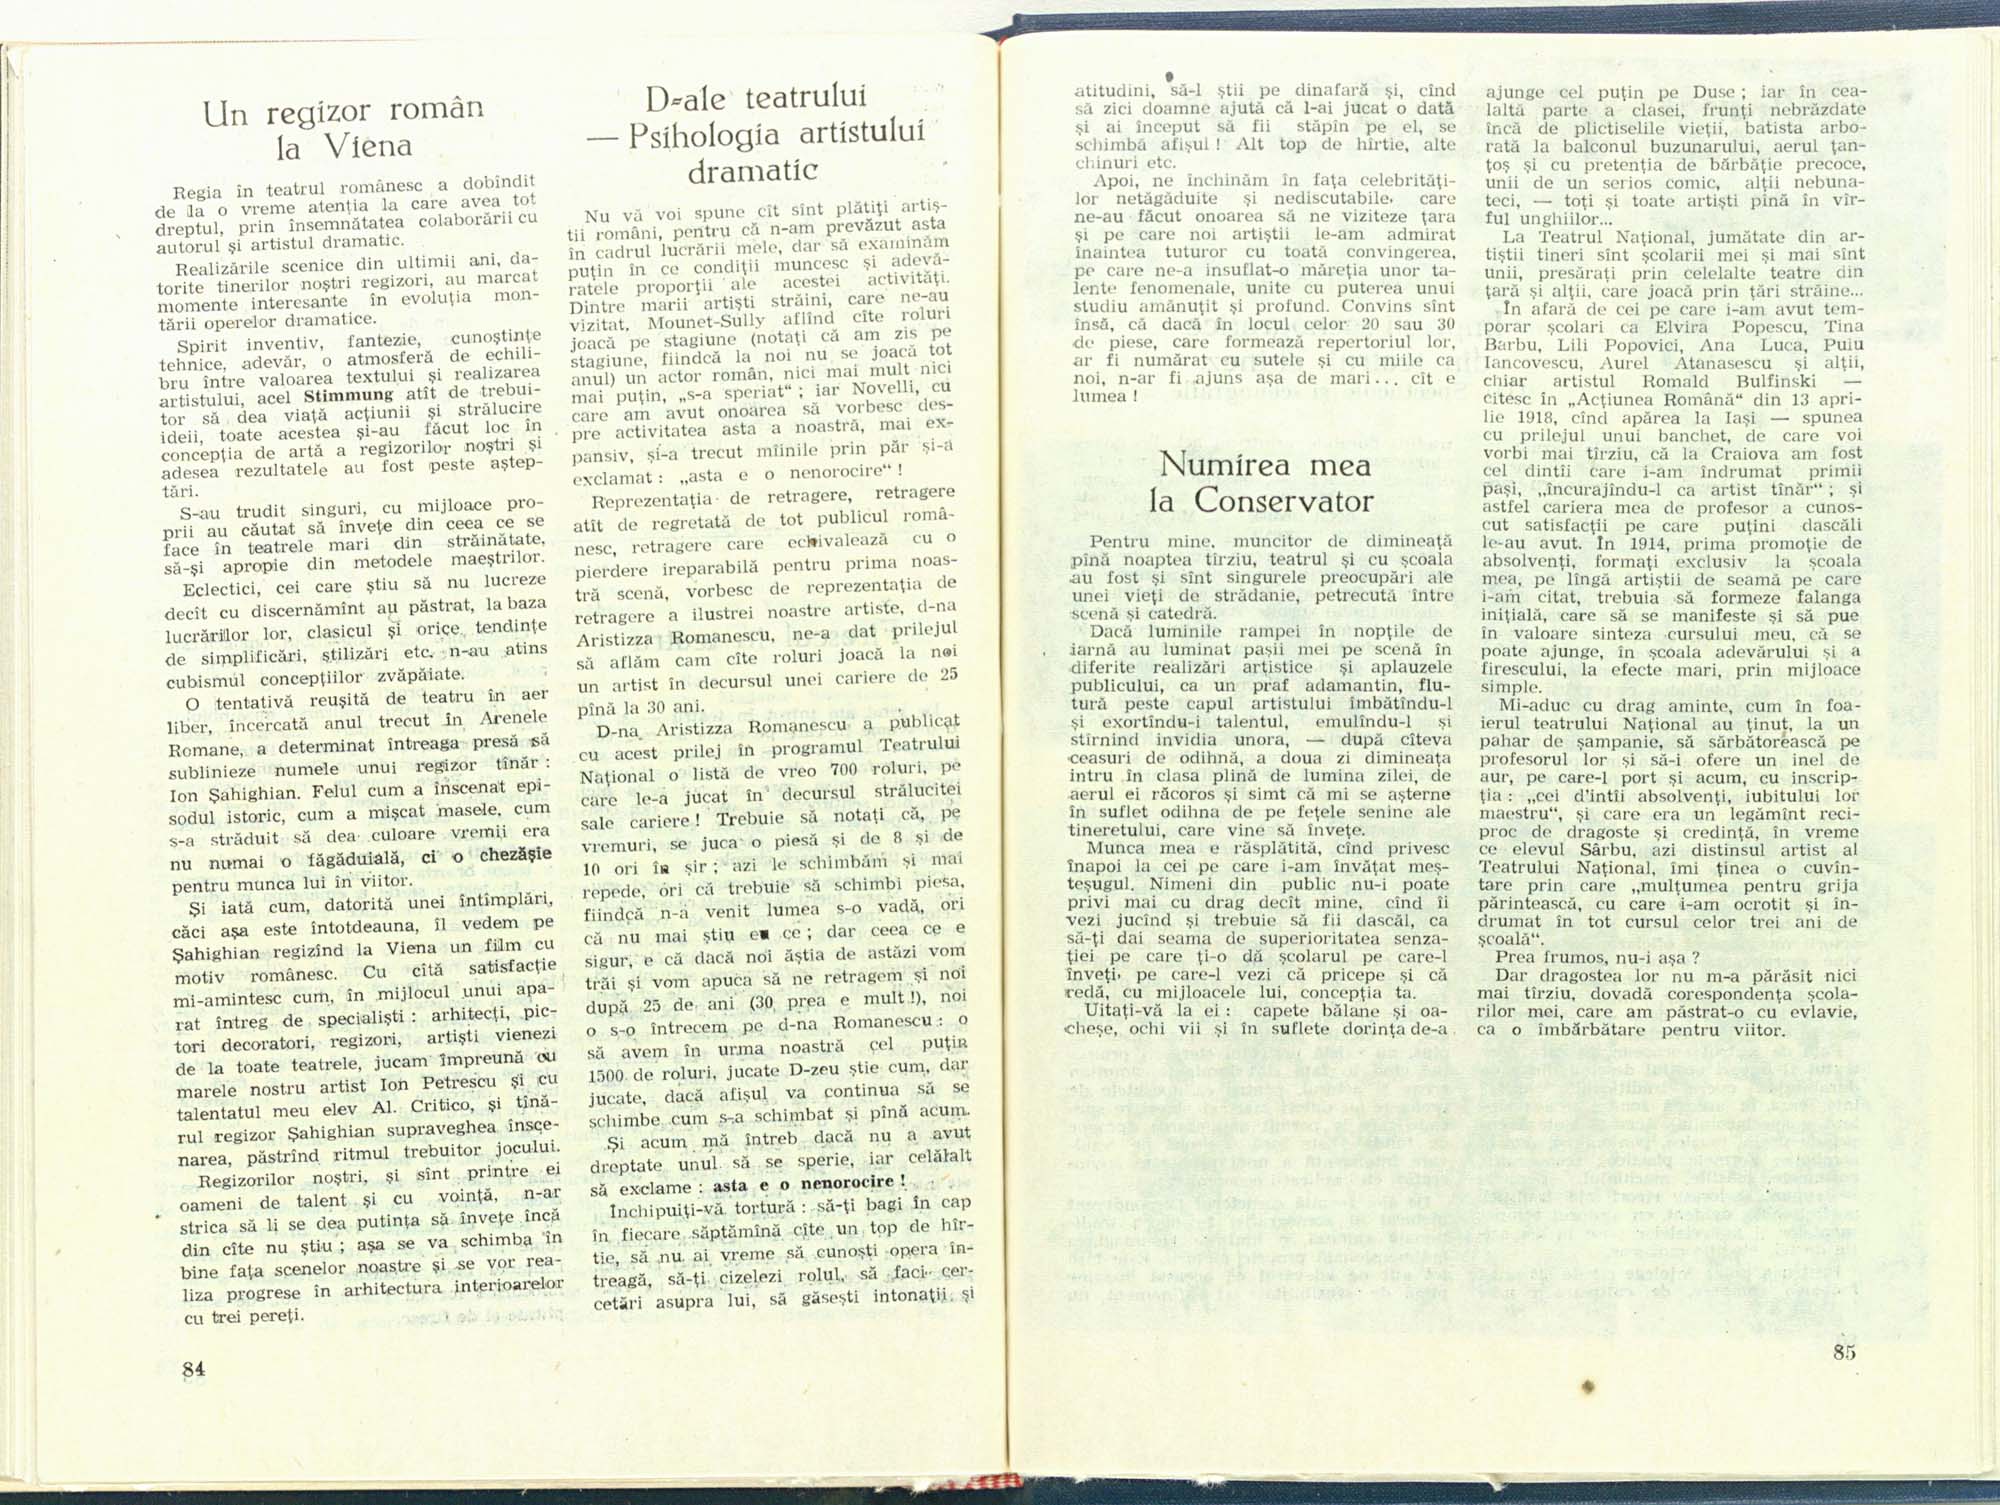 Un regizor român
la Viena
Regia în teatrul românesc a dobîndit
de la o vreme atenția la care avea tot
dreptul, prin însemnătatea colaborării cu
autorul și artistul dramatic.
Realizările scenice din ultimii ani, da-
torite tinerilor noștri regizori, au marcat
momente interesante în evoluția mon-
tării operelor dramatice.
Spirit inventiv, fantezie, cunoștințe
tehnice, adevăr, o atmosferă de echili-
bru între valoarea textului și realizarea
artistului, acel Stimmung atît de trebui-
tor să dea viață acțiunii și strălucire
ideii, toate acestea și-au făcut loc în
concepția de artă a regizorilor noștri și
adesea rezultatele au fost peste aștep-
tări.
S-au trudit singuri, cu mijloace pro-
prii au căutat să învețe din ceea ce se
face în teatrele mari din străinătate,
să-și apropie din metodele maeștrilor.
Eclectici, cei care știu să nu lucreze
decît cu discernămînt au păstrat, la baza
lucrărilor lor, clasicul și orice tendințe
de simplificări, stilizări etc. n-au atins
cubismul concepțiilor zvăpăiate.
O tentativă reușită de teatru în aer
liber, încercată anul trecut în Arenele
Romane, a determinat întreaga presă să
sublinieze numele unui regizor tînăr :
Ion Șahighian. Felul cum a înscenat epi-
sodul istoric, cum a mișcat masele, cum
s-a străduit să dea culoare vremii era
nu numai o făgăduială, ci o chezășie
pentru munca lui în viitor.
Și iată cum, datorită unei întîmplări,
căci așa este întotdeauna, îl vedem pe
Șahighian regizînd la Viena un film cu
motiv românesc. Cu cîtă satisfacție
mi-amintesc cum, în mijlocul unui apa-
rat întreg de specialiști : arhitecți, pic-
tori decoratori, regizori, artiști vienezi
de la toate teatrele, jucam împreună cu
marele nostru artist Ion Petrescu și cu
talentatul meu elev Al. Critico, și tînă-
rul regizor Șahighian supraveghea însce-
narea, păstrînd ritmul trebuitor jocului.
Regizorilor noștri, și sînt printre ei
oameni de talent și cu voință, n-ar
strica să li se dea putința să învețe încă
din cîte nu știu ; așa se va schimba în
bine fața scenelor noastre și se vor rea-
liza progrese în arhitectura interioarelor
cu trei pereți.
84
D-ale teatrului
— Psihologia artistului
dramatic
Nu vă voi spune cît sînt plătiți artiș-
tii români, pentru că n-am prevăzut asta
în cadrul lucrării mele, dar să examinăm
puțin în ce condiții muncesc și adevă-
ratele proporții ale acestei activități.
Dintre marii artiști străini, care ne-au
vizitat, Mounet-Sully aflînd cîte roluri
joacă pe stagiune (notați că am zis pe
stagiune, fiindcă la noi nu se joacă tot
anul) un actor român, nici mai mult nici
mai puțin, „s-a speriat“ ; iar Novelli, cu
care am avut onoarea să vorbesc des-
pre activitatea asta a noastră, mai ex-
pansiv, și-a trecut mîinile prin păr și-a
exclamat : „asta e o nenorocire“ !
Reprezentația de retragere, retragere
atît de regretată de tot publicul româ-
nesc, retragere care echivalează cu o
pierdere ireparabilă pentru prima noas-
tră scenă, vorbesc de reprezentația de
retragere a ilustrei noastre artiste, d-na
Aristizza Romanescu, ne-a dat prilejul
să aflăm cam cîte roluri joacă la noi
un artist în decursul unei cariere de 25
pînă la 30 ani.
D-na Aristizza Romanescu a publicat
cu acest prilej în programul Teatrului
Național o listă de vreo 700 roluri, pe
care le-a jucat în decursul strălucitei
sale cariere ! Trebuie să notați că, pe
vremuri, se juca o piesă și de 8 și de
10 ori în șir ; azi le schimbăm și mai
repede, ori că trebuie să schimbi piesa,
fiindcă n-a venit lumea s-o vadă, ori
că nu mai știu eu ce ; dar ceea ce e
sigur, e că dacă noi ăștia de astăzi vom
trăi și vom apuca să ne retragem și noi
după 25 de ani (30 prea e mult !), noi
o s-o întrecem pe d-na Romanescu : o
să avem în urma noastră cel puțin
1500 de roluri, jucate D-zeu știe cum, dar
jucate, dacă afișul va continua să se
schimbe cum s-a schimbat și pînă acum.
Și acum mă întreb dacă nu a avut
dreptate unul să se sperie, iar celălalt
să exclame : asta e o nenorocire !
Închipuiți-vă tortură : să-ți bagi în cap
în fiecare săptămînă cîte un top de hîr-
tie, să nu ai vreme să cunoști opera în-
treagă, să-ți cizelezi rolul, să faci cer-
cetări asupra lui, să găsești intonații și
atitudini, să-l știi pe dinafară și, cînd
să zici doamne ajută că l-ai jucat o dată
și ai început să fii stăpîn pe el, se
schimbă afișul ! Alt top de hîrtie, alte
chinuri etc.
Apoi, ne închinăm în fața celebrități-
lor netăgăduite și nediscutabile, care
ne-au făcut onoarea să ne viziteze țara
și pe care noi artiștii le-am admirat
înaintea tuturor cu toată convingerea,
pe care ne-a insuflat-o măreția unor ta-
lente fenomenale, unite cu puterea unui
studiu amănuțit și profund. Convins sînt
însă, că dacă în locul celor 20 sau 30
de piese, care formează repertoriul lor,
ar fi numărat cu sutele și cu miile ca
noi, n-ar fi ajuns așa de mari... cît e
lumea !
Numirea mea
la Conservator
Pentru mine, muncitor de dimineață
pînă noaptea tîrziu, teatrul și cu școala
au fost și sînt singurele preocupări ale
unei vieți de strădanie, petrecută între
scenă și catedră.
Dacă luminile rampei în nopțile de
iarnă au luminat pașii mei pe scenă în
diferite realizări artistice și aplauzele
publicului, ca un praf adamantin, flu-
tură peste capul artistului îmbătîndu-l
și exortîndu-i talentul, emulîndu-l și
stîrnind invidia unora, — după cîteva
ceasuri de odihnă, a doua zi dimineața
intru în clasa plină de lumina zilei, de
aerul ei răcoros și simt că mi se așterne
în suflet odihna de pe fețele senine ale
tineretului, care vine să învețe.
Munca mea e răsplătită, cînd privesc
înapoi la cei pe care i-am învățat meș-
teșugul. Nimeni din public nu-i poate
privi mai cu drag decît mine, cînd îi
vezi jucînd și trebuie să fii dascăl, ca
să-ți dai seama de superioritatea senza-
ției pe care ți-o dă școlarul pe care-l
înveți, pe care-l vezi că pricepe și că
redă, cu mijloacele lui, concepția ta.
Uitați-vă la ei : capete bălane și oa-
cheșe, ochi vii și în suflete dorința de-a
ajunge cel puțin pe Duse ; iar în cea-
laltă parte a clasei, frunți nebrăzdate
încă de plictiselile vieții, batista arbo-
rată la balconul buzunarului, aerul țan-
țoș și cu pretenția de bărbăție precoce,
unii de un serios comic, alții nebuna-
teci, — toți și toate artiști pînă în vîr-
ful unghiilor...
La Teatrul Național, jumătate din ar-
tiștii tineri sînt școlarii mei și mai sînt
unii, presărați prin celelalte teatre din
țară și alții, care joacă prin țări străine...
În afară de cei pe care i-am avut tem-
porar școlari ca Elvira Popescu, Tina
Barbu, Lili Popovici, Ana Luca, Puiu
Iancovescu, Aurel Atanasescu și alții,
chiar artistul Romald Bulfinski —
citesc în „Acțiunea Română“ din 13 apri-
lie 1918, cînd apărea la Iași — spunea
cu prilejul unui banchet, de care voi
vorbi mai tîrziu, că la Craiova am fost
cel dintîi care i-am îndrumat primii
pași, „încurajîndu-l ca artist tînăr“ ; și
astfel cariera mea de profesor a cunos-
cut satisfacții pe care puțini dascăli
le-au avut. În 1914, prima promoție de
absolvenți, formați exclusiv la școala
mea, pe lîngă artiștii de seamă pe care
i-am citat, trebuia să formeze falanga
inițială, care să se manifeste și să pue
în valoare sinteza cursului meu, că se
poate ajunge, în școala adevărului și a
firescului, la efecte mari, prin mijloace
simple.
Mi-aduc cu drag aminte, cum în foa-
ierul teatrului Național au ținut, la un
pahar de șampanie, să sărbătorească pe
profesorul lor și să-i ofere un inel de
aur, pe care-l port și acum, cu inscrip-
ția : „cei d'intîi absolvenți, iubitului lor
maestru“, și care era un legămînt reci-
proc de dragoste și credință, în vreme
ce elevul Sârbu, azi distinsul artist al
Teatrului Național, îmi ținea o cuvîn-
tare prin care „mulțumea pentru grija
părintească, cu care i-am ocrotit și în-
drumat în tot cursul celor trei ani de
școală“.
Prea frumos, nu-i așa ?
Dar dragostea lor nu m-a părăsit nici
mai tîrziu, dovadă corespondența școla-
rilor mei, care am păstrat-o cu evlavie,
ca o îmbărbătare pentru viitor.
85